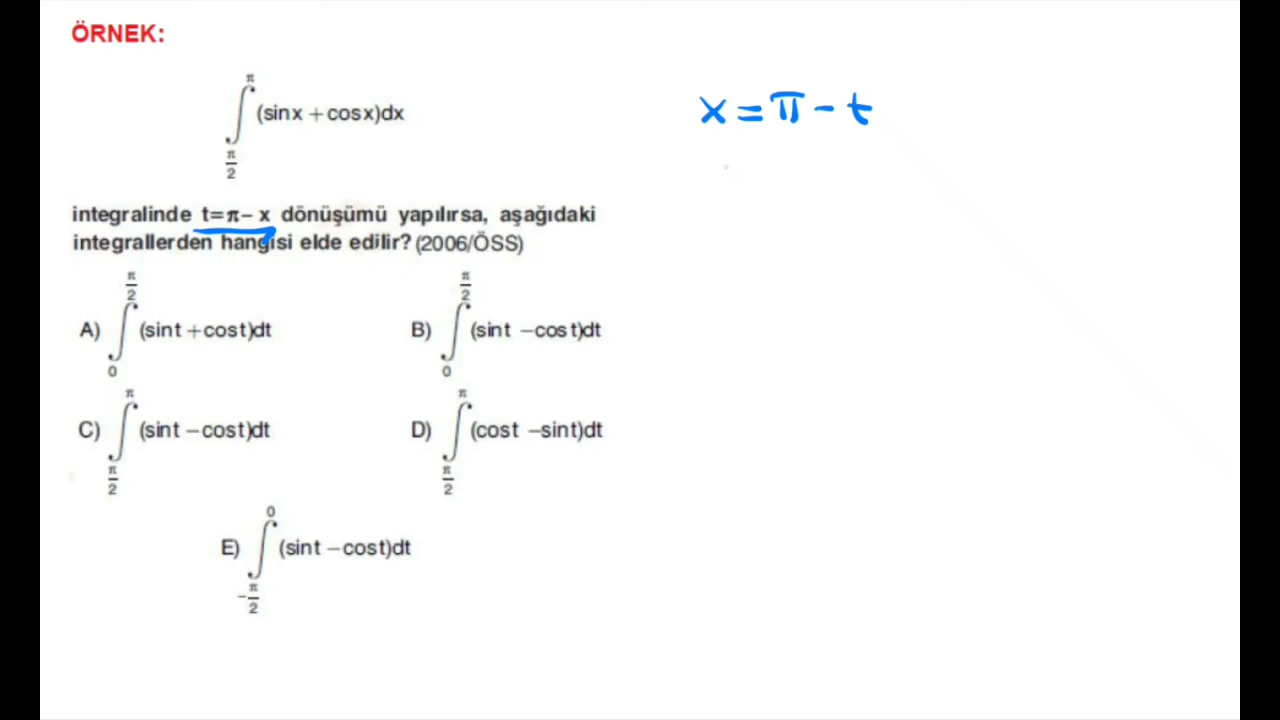 ÖRNEK:
π
∫ (sinx + cosx)dx
π/2
x = π - t
integralinde t=π– x dönüşümü yapılırsa, aşağıdaki
integrallerden hangisi elde edilir? (2006/ÖSS)
π/2 π/2
A) ∫ (sint + cost)dt B) ∫ (sint – cost)dt
0 0
π π
C) ∫ (sint – cost)dt D) ∫ (cost – sint)dt
π/2 π/2
0
E) ∫ (sint – cost)dt
-π/2